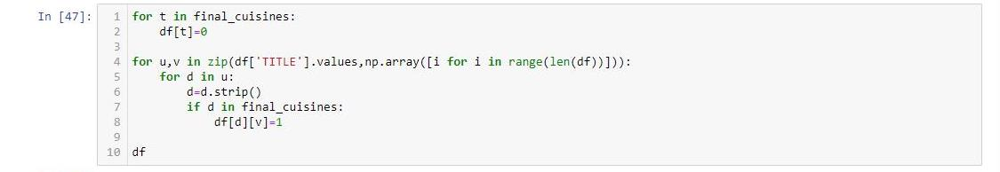 In [47]:
1 for t in final_cuisines:
2     df[t]=0
3
4 for u,v in zip(df['TITLE'].values,np.array([i for i in range(len(df))])):
5     for d in u:
6         d=d.strip()
7         if d in final_cuisines:
8             df[d][v]=1
9
10 df